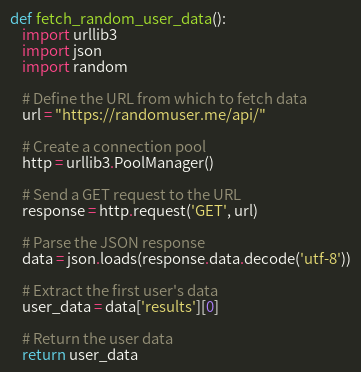 def fetch_random_user_data():
    import urllib3
    import json
    import random

    # Define the URL from which to fetch data
    url = "https://randomuser.me/api/"

    # Create a connection pool
    http = urllib3.PoolManager()

    # Send a GET request to the URL
    response = http.request('GET', url)

    # Parse the JSON response
    data = json.loads(response.data.decode('utf-8'))

    # Extract the first user's data
    user_data = data['results'][0]

    # Return the user data
    return user_data